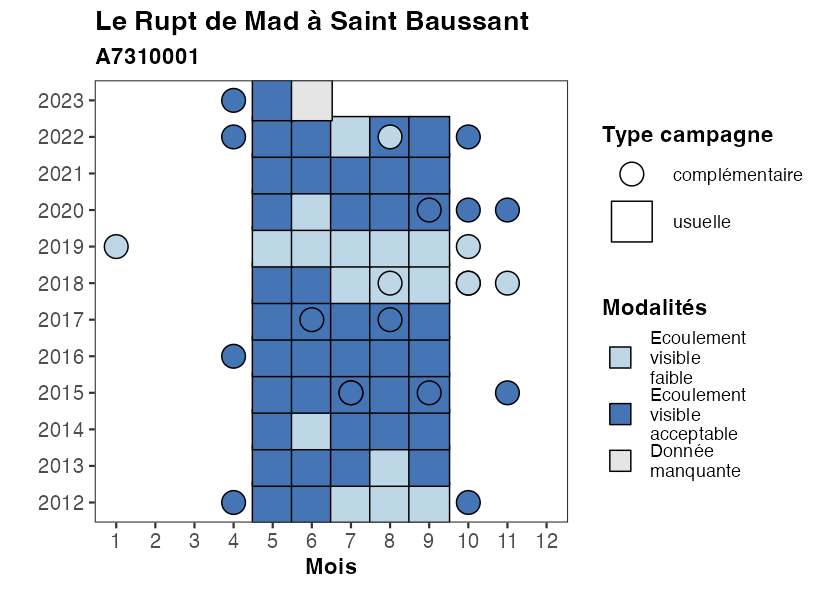 Le Rupt de Mad à Saint Baussant
A7310001
2023
2022
2021
2020
2019
2018
2017
2016
2015
2014
2013
2012
1 2 3 4 5 6 7 8 9 10 11 12
Mois
Type campagne
complémentaire
usuelle
Modalités
Ecoulement
visible
faible
Ecoulement
visible
acceptable
Donnée
manquante